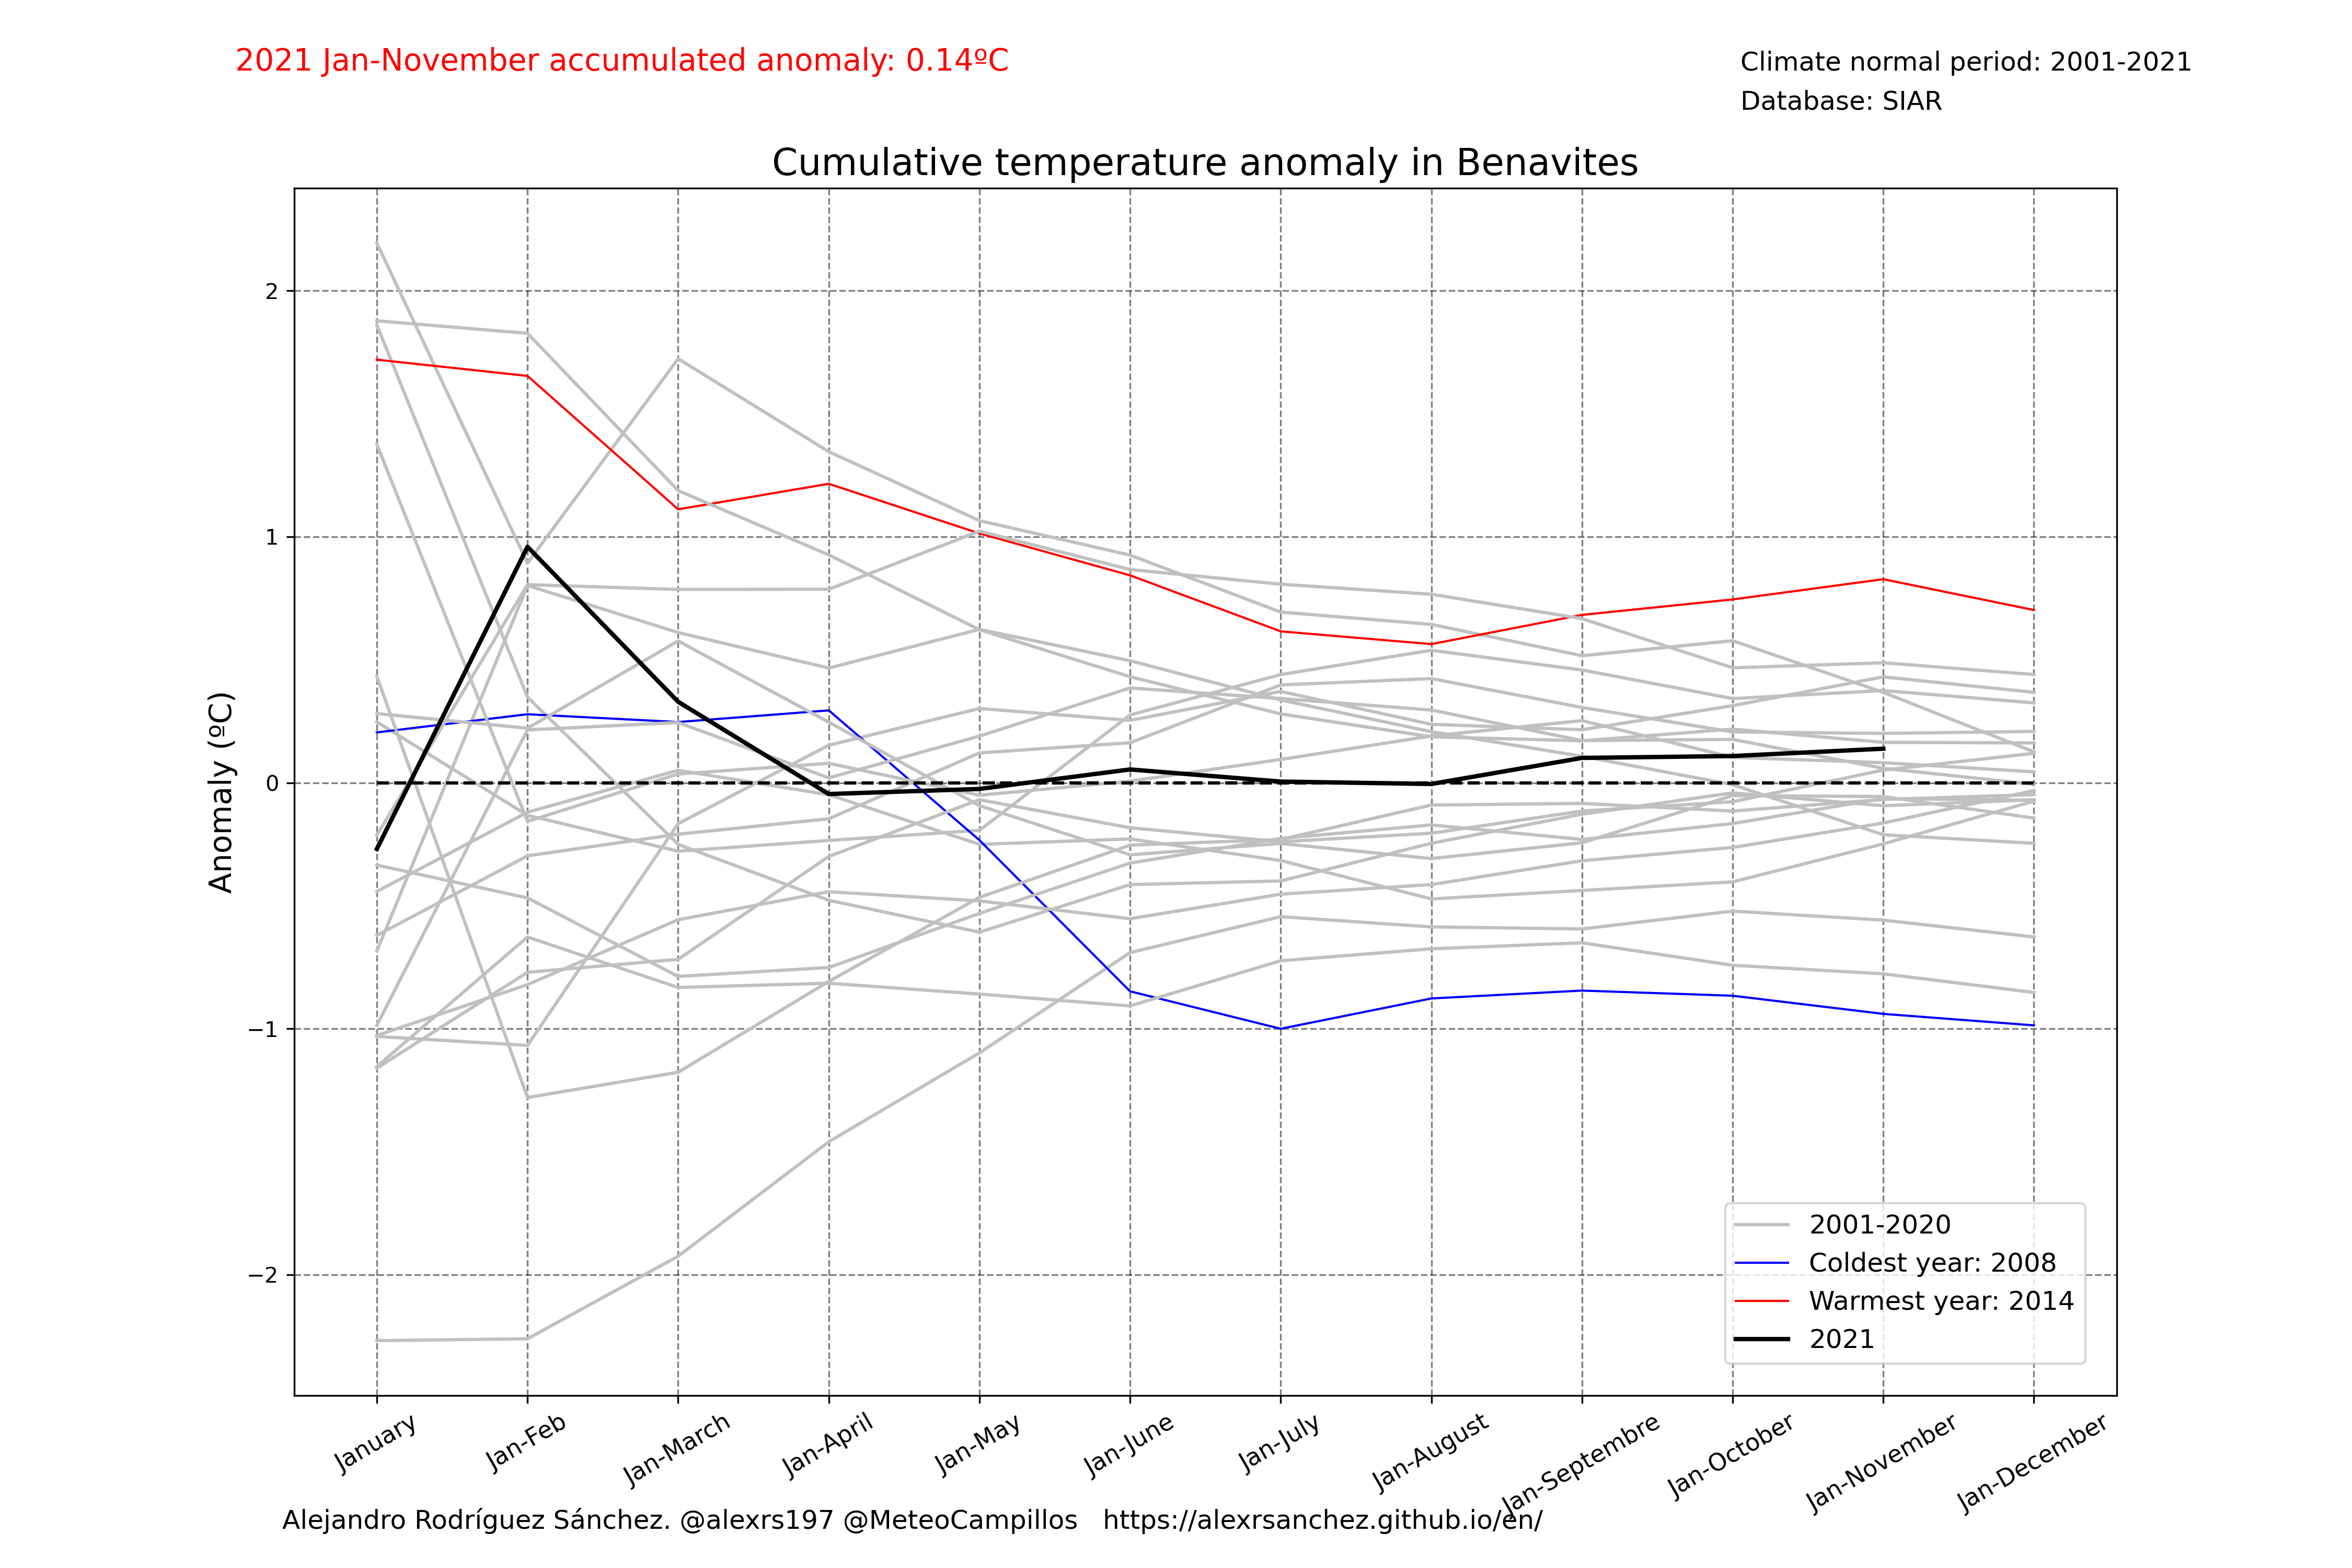 2021 Jan-November accumulated anomaly: 0.14ºC
Climate normal period: 2001-2021
Database: SIAR
Cumulative temperature anomaly in Benavites
Anomaly (ºC)
2
1
0
−1
−2
2001-2020
Coldest year: 2008
Warmest year: 2014
2021
January
Jan-Feb
Jan-March
Jan-April
Jan-May
Jan-June
Jan-July
Jan-August
Jan-Septembre
Jan-October
Jan-November
Jan-December
Alejandro Rodríguez Sánchez. @alexrs197 @MeteoCampillos https://alexrsanchez.github.io/en/